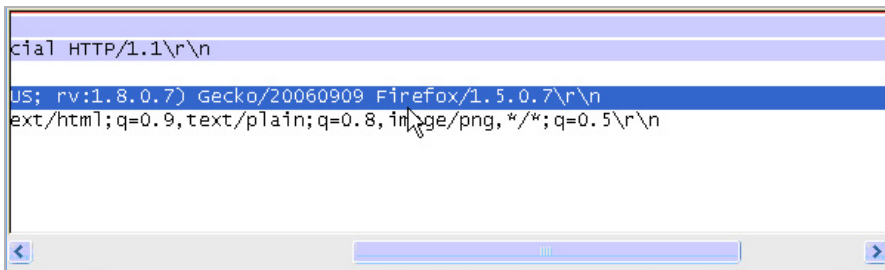 cial HTTP/1.1\r\n
US; rv:1.8.0.7) Gecko/20060909 Firefox/1.5.0.7\r\n
ext/html;q=0.9,text/plain;q=0.8,image/png,*/*;q=0.5\r\n